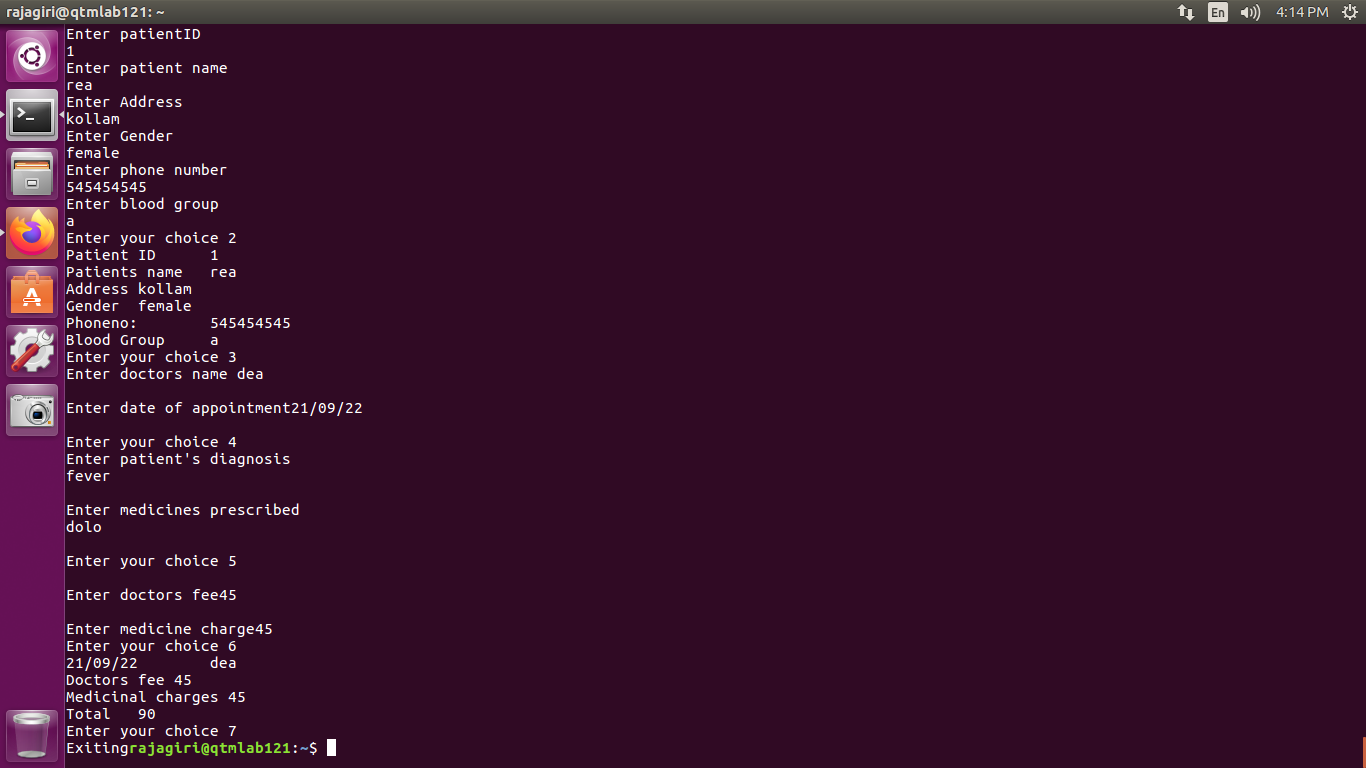 rajagiri@qtmlab121: ~
En
4:14 PM
Enter patientID
1
Enter patient name
rea
Enter Address
kollam
Enter Gender
female
Enter phone number
545454545
Enter blood group
a
Enter your choice 2
Patient ID      1
Patients name   rea
Address kollam
Gender  female
Phoneno:        545454545
Blood Group     a
Enter your choice 3
Enter doctors name dea
Enter date of appointment21/09/22
Enter your choice 4
Enter patient's diagnosis
fever
Enter medicines prescribed
dolo
Enter your choice 5
Enter doctors fee45
Enter medicine charge45
Enter your choice 6
21/09/22        dea
Doctors fee 45
Medicinal charges 45
Total   90
Enter your choice 7
Exitingrajagiri@qtmlab121:~$